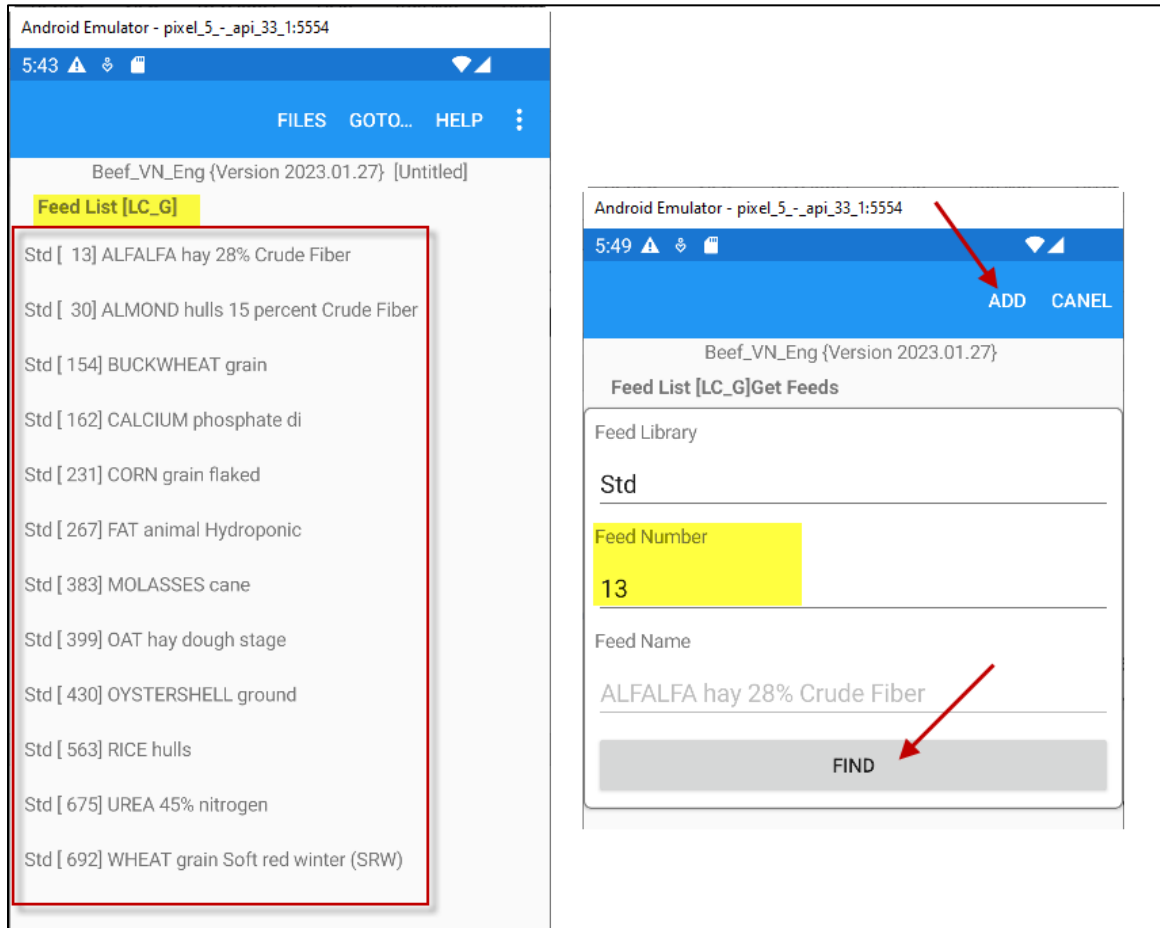 Android Emulator - pixel_5_-_api_33_1:5554
5:43
FILES GOTO... HELP
Beef_VN_Eng {Version 2023.01.27} [Untitled]
Feed List [LC_G]
Std [ 13] ALFALFA hay 28% Crude Fiber
Std [ 30] ALMOND hulls 15 percent Crude Fiber
Std [ 154] BUCKWHEAT grain
Std [ 162] CALCIUM phosphate di
Std [ 231] CORN grain flaked
Std [ 267] FAT animal Hydroponic
Std [ 383] MOLASSES cane
Std [ 399] OAT hay dough stage
Std [ 430] OYSTERSHELL ground
Std [ 563] RICE hulls
Std [ 675] UREA 45% nitrogen
Std [ 692] WHEAT grain Soft red winter (SRW)
Android Emulator - pixel_5_-_api_33_1:5554
5:49
ADD CANEL
Beef_VN_Eng {Version 2023.01.27}
Feed List [LC_G]Get Feeds
Feed Library
Std
Feed Number
13
Feed Name
ALFALFA hay 28% Crude Fiber
FIND